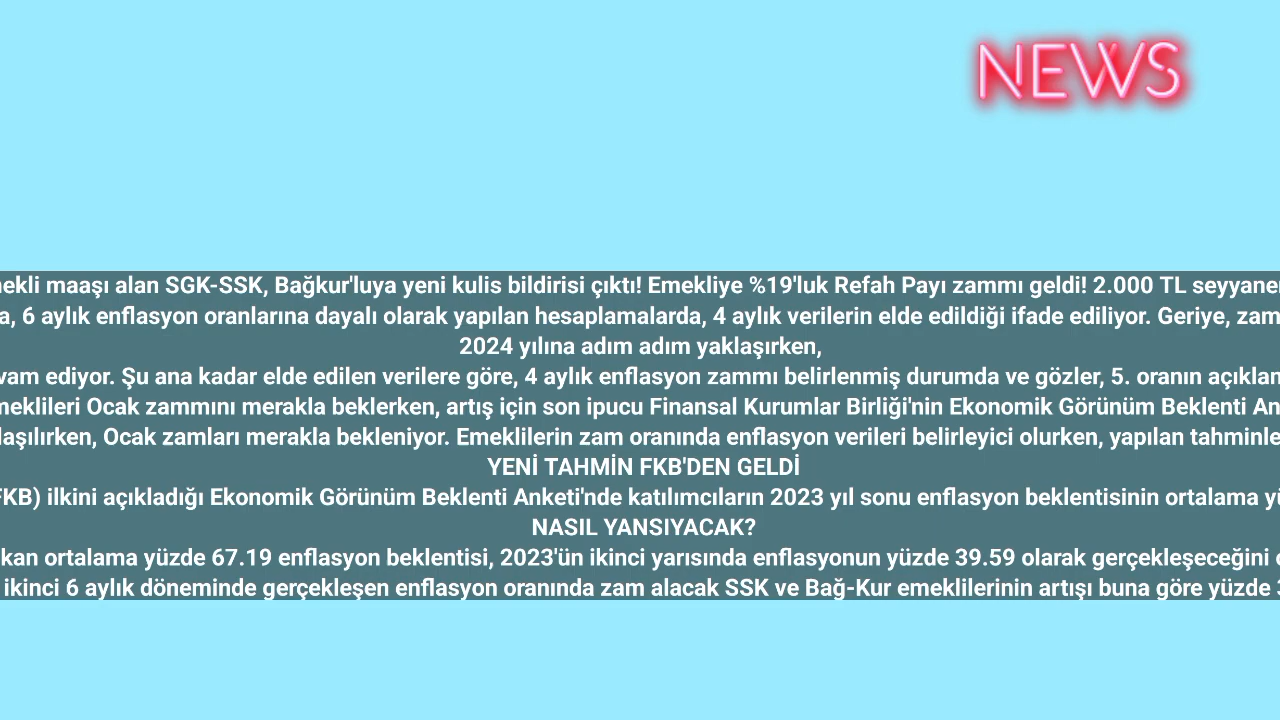 NEWS
ekli maaşı alan SGK-SSK, Bağkur'luya yeni kulis bildirisi çıktı! Emekliye %19'luk Refah Payı zammı geldi! 2.000 TL seyyane
a, 6 aylık enflasyon oranlarına dayalı olarak yapılan hesaplamalarda, 4 aylık verilerin elde edildiği ifade ediliyor. Geriye, zam
2024 yılına adım adım yaklaşırken,
vam ediyor. Şu ana kadar elde edilen verilere göre, 4 aylık enflasyon zammı belirlenmiş durumda ve gözler, 5. oranın açıklan
meklileri Ocak zammını merakla beklerken, artış için son ipucu Finansal Kurumlar Birliği'nin Ekonomik Görünüm Beklenti An
laşılırken, Ocak zamları merakla bekleniyor. Emeklilerin zam oranında enflasyon verileri belirleyici olurken, yapılan tahminle
YENİ TAHMİN FKB'DEN GELDİ
FKB) ilkini açıkladığı Ekonomik Görünüm Beklenti Anketi'nde katılımcıların 2023 yıl sonu enflasyon beklentisinin ortalama yü
NASIL YANSIYACAK?
kan ortalama yüzde 67.19 enflasyon beklentisi, 2023'ün ikinci yarısında enflasyonun yüzde 39.59 olarak gerçekleşeceğini
ikinci 6 aylık döneminde gerçekleşen enflasyon oranında zam alacak SSK ve Bağ-Kur emeklilerinin artışı buna göre yüzde